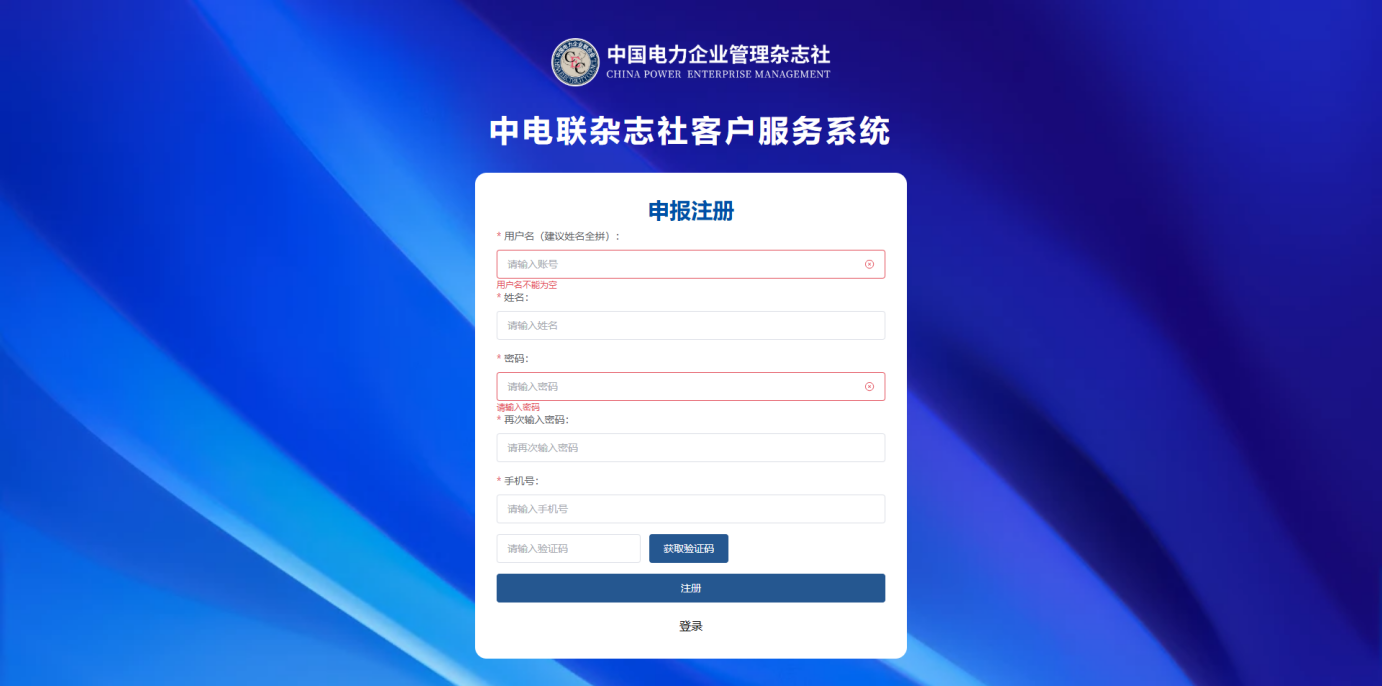 中国电力企业管理杂志社
CHINA POWER ENTERPRISE MANAGEMENT
中电联杂志社客户服务系统
申报注册
* 用户名（建议姓名全拼）:
请输入账号
用户名不能为空
* 姓名:
请输入姓名
* 密码:
请输入密码
请输入密码
* 再次输入密码:
请再次输入密码
* 手机号:
请输入手机号
请输入验证码 获取验证码
注册
登录